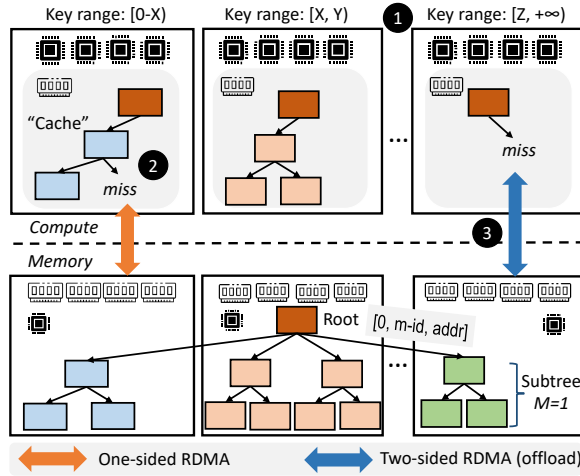 Key range: [0-X)
Key range: [X, Y)
1
Key range: [Z, +∞)
“Cache”
2
miss
...
miss
Compute
3
Memory
Root
[0, m-id, addr]
...
Subtree
M=1
One-sided RDMA
Two-sided RDMA (offload)